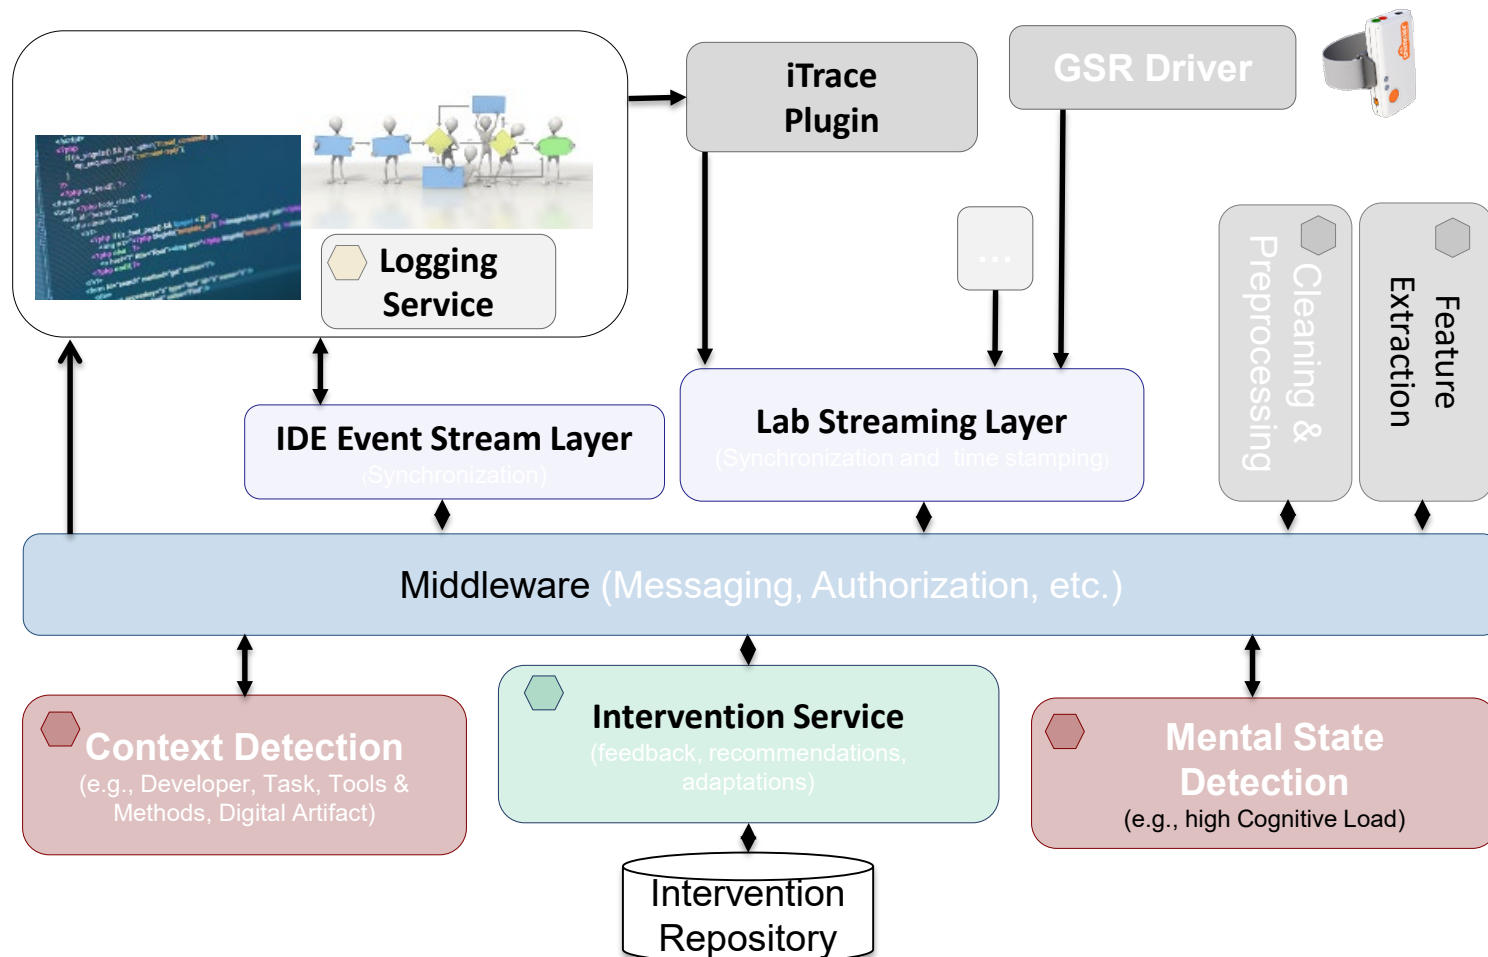 iTrace
Plugin
GSR Driver
Logging
Service
...
Cleaning &
Preprocessing
Feature
Extraction
IDE Event Stream Layer
(Synchronization)
Lab Streaming Layer
(Synchronization and time stamping)
Middleware (Messaging, Authorization, etc.)
Context Detection
(e.g., Developer, Task, Tools &
Methods, Digital Artifact)
Intervention Service
(feedback, recommendations,
adaptations)
Mental State
Detection
(e.g., high Cognitive Load)
Intervention
Repository